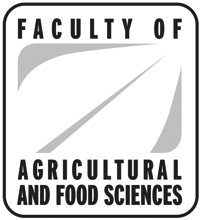 FACULTY OF
AGRICULTURAL
AND FOOD SCIENCES